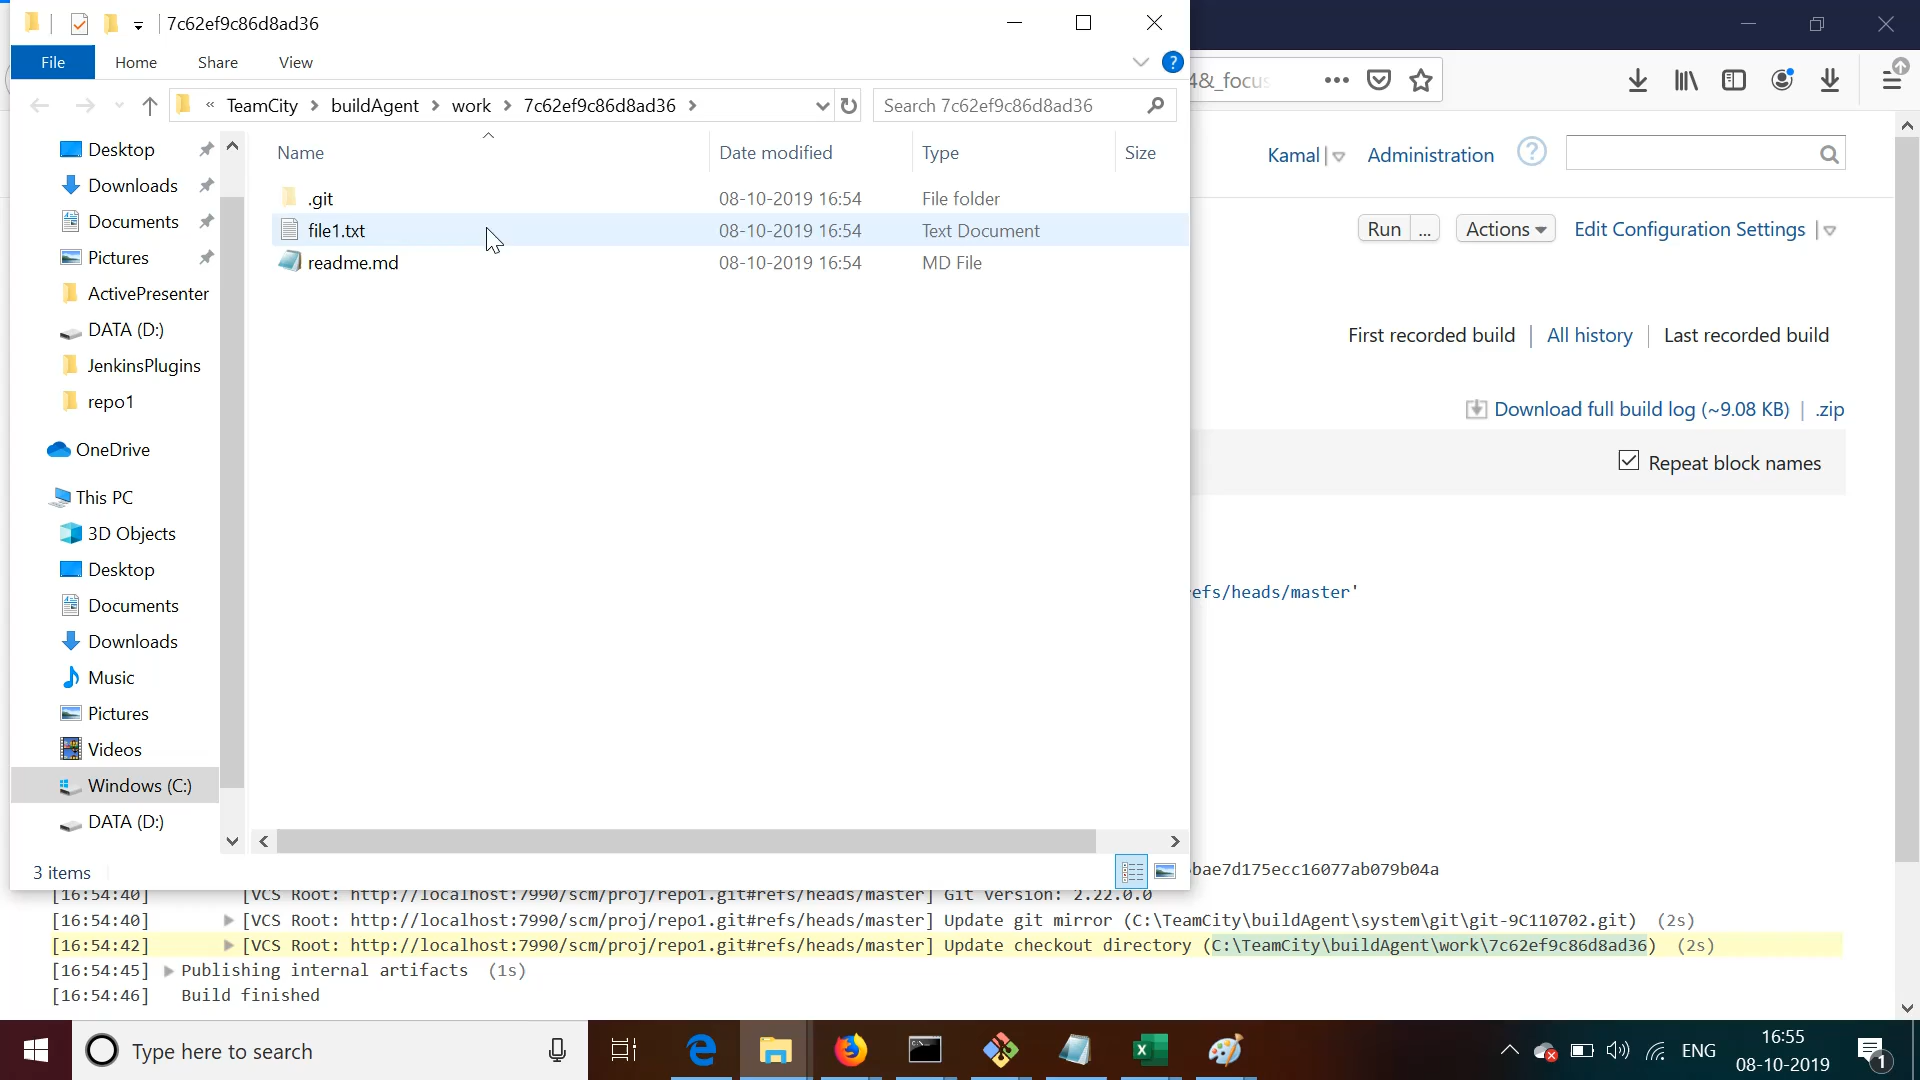 7c62ef9c86d8ad36
File Home Share View
« TeamCity > buildAgent > work > 7c62ef9c86d8ad36 > Search 7c62ef9c86d8ad36
Name Date modified Type Size
.git 08-10-2019 16:54 File folder
file1.txt 08-10-2019 16:54 Text Document
readme.md 08-10-2019 16:54 MD File
Desktop
Downloads
Documents
Pictures
ActivePresenter
DATA (D:)
JenkinsPlugins
repo1
OneDrive
This PC
3D Objects
Desktop
Documents
Downloads
Music
Pictures
Videos
Windows (C:)
DATA (D:)
3 items
4&_focus
Kamal | Administration
Run ... Actions Edit Configuration Settings |
First recorded build | All history | Last recorded build
Download full build log (~9.08 KB) | .zip
Repeat block names
efs/heads/master'
bae7d175ecc16077ab079b04a
[16:54:40] [VCS Root: http://localhost:7990/scm/proj/repo1.git#refs/heads/master] Git version: 2.22.0.0
[16:54:40] [VCS Root: http://localhost:7990/scm/proj/repo1.git#refs/heads/master] Update git mirror (C:\TeamCity\buildAgent\system\git\git-9C110702.git) (2s)
[16:54:42] [VCS Root: http://localhost:7990/scm/proj/repo1.git#refs/heads/master] Update checkout directory (C:\TeamCity\buildAgent\work\7c62ef9c86d8ad36) (2s)
[16:54:45] Publishing internal artifacts (1s)
[16:54:46] Build finished
Type here to search
ENG
16:55
08-10-2019
1